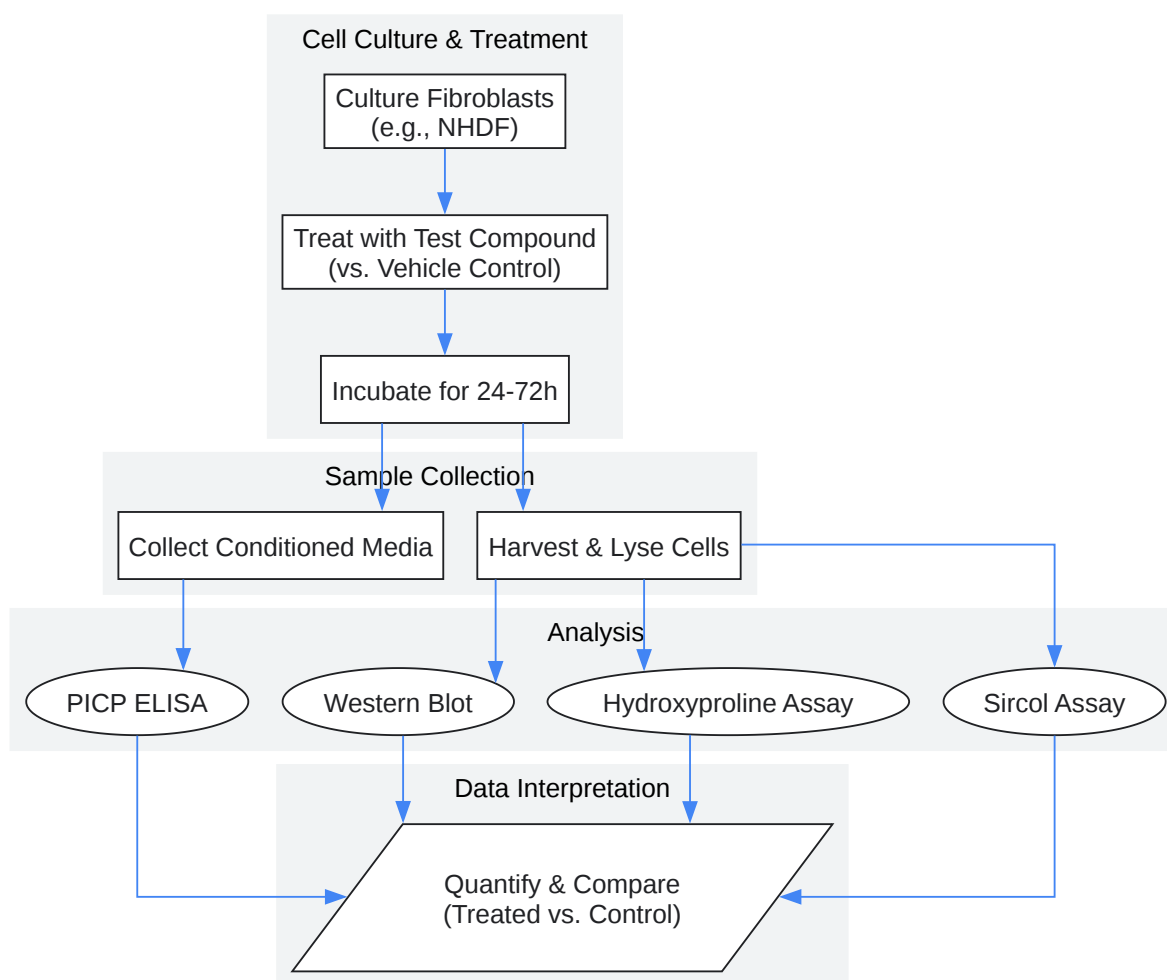 Cell Culture & Treatment
Culture Fibroblasts
(e.g., NHDF)
Treat with Test Compound
(vs. Vehicle Control)
Incubate for 24-72h
Sample Collection
Collect Conditioned Media
Harvest & Lyse Cells
Analysis
PICP ELISA
Western Blot
Hydroxyproline Assay
Sircol Assay
Data Interpretation
Quantify & Compare
(Treated vs. Control)